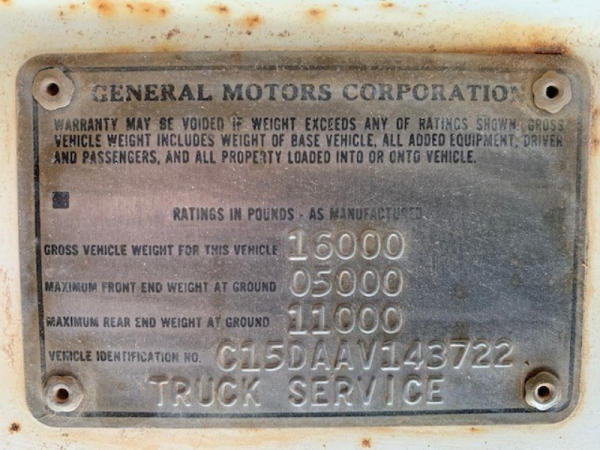 GENERAL MOTORS CORPORATION
WARRANTY MAY BE VOIDED IF WEIGHT EXCEEDS ANY OF RATINGS SHOWN. GROSS
VEHICLE WEIGHT INCLUDES WEIGHT OF BASE VEHICLE, ALL ADDED EQUIPMENT, DRIVER
AND PASSENGERS, AND ALL PROPERTY LOADED INTO OR ONTO VEHICLE.
RATINGS IN POUNDS - AS MANUFACTURED
GROSS VEHICLE WEIGHT FOR THIS VEHICLE 16000
MAXIMUM FRONT END WEIGHT AT GROUND 05000
MAXIMUM REAR END WEIGHT AT GROUND 11000
VEHICLE IDENTIFICATION NO. C15DAAV143722
TRUCK SERVICE